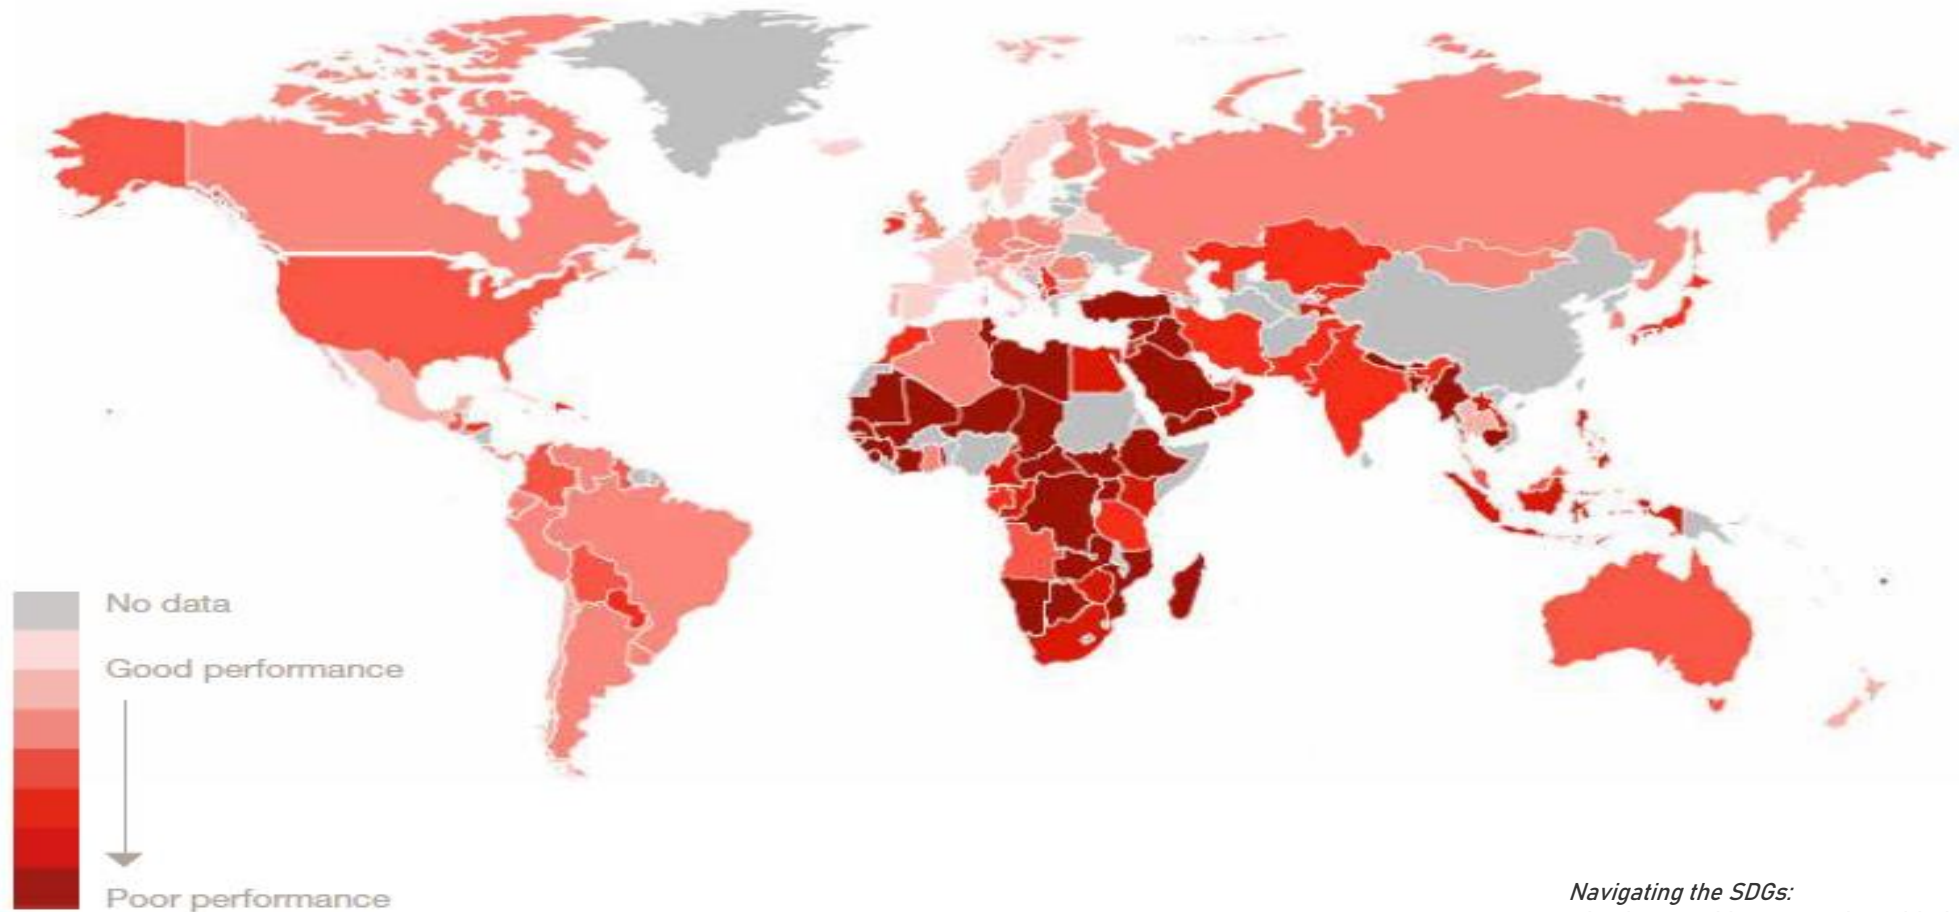 No data
Good performance
Poor performance
Navigating the SDGs: